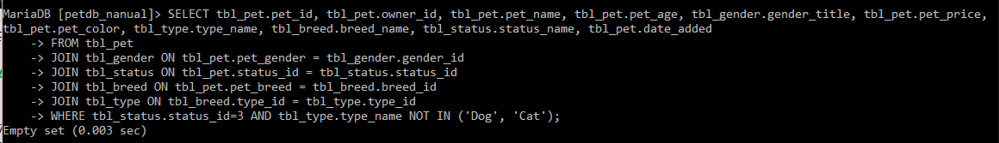 MariaDB [petdb_nanual]> SELECT tbl_pet.pet_id, tbl_pet.owner_id, tbl_pet.pet_name, tbl_pet.pet_age, tbl_gender.gender_title, tbl_pet.pet_price,
tbl_pet.pet_color, tbl_type.type_name, tbl_breed.breed_name, tbl_status.status_name, tbl_pet.date_added
-> FROM tbl_pet
-> JOIN tbl_gender ON tbl_pet.pet_gender = tbl_gender.gender_id
-> JOIN tbl_status ON tbl_pet.status_id = tbl_status.status_id
-> JOIN tbl_breed ON tbl_pet.pet_breed = tbl_breed.breed_id
-> JOIN tbl_type ON tbl_breed.type_id = tbl_type.type_id
-> WHERE tbl_status.status_id=3 AND tbl_type.type_name NOT IN ('Dog', 'Cat');
Empty set (0.003 sec)